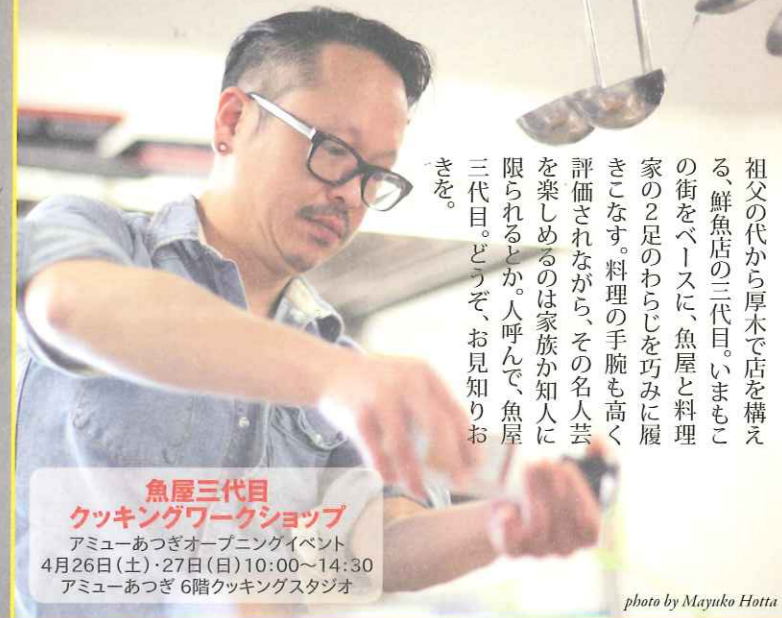 祖父の代から厚木で店を構え
る、鮮魚店の三代目。いまもこ
の街をベースに、魚屋と料理
家の2足のわらじを巧みに履
きこなす。料理の手腕も高く
評価されながら、その名人芸
を楽しめるのは家族か知人に
限られるとか。人呼んで、魚屋
三代目。どうぞ、お見知りお
きを。
魚屋三代目
クッキングワークショップ
アミューあつぎオープニングイベント
4月26日(土)・27日(日)10:00〜14:30
アミューあつぎ 6階クッキングスタジオ
photo by Mayuko Hotta